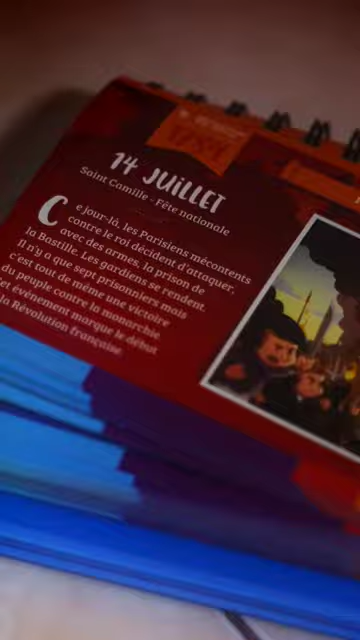 14 JUILLET
Saint Camille - Fête nationale
Ce jour-là, les Parisiens mécontents
contre le roi décident d'attaquer,
avec des armes, la prison de
la Bastille. Les gardiens se rendent.
Il n'y a que sept prisonniers mais
c'est tout de même une victoire
du peuple contre la monarchie.
Cet événement marque le début
la Révolution française.